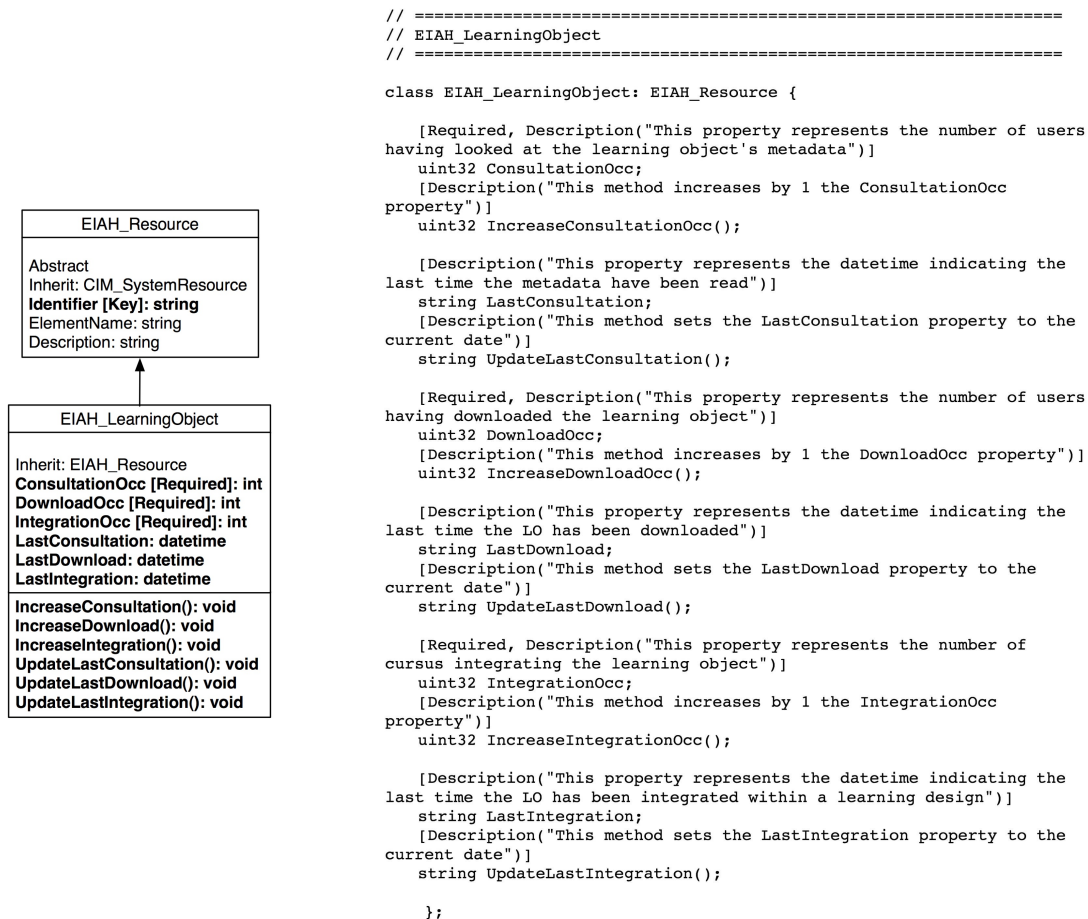 EIAH_Resource
Abstract
Inherit: CIM_SystemResource
Identifier [Key]: string
ElementName: string
Description: string
EIAH_LearningObject
Inherit: EIAH_Resource
ConsultationOcc [Required]: int
DownloadOcc [Required]: int
IntegrationOcc [Required]: int
LastConsultation: datetime
LastDownload: datetime
LastIntegration: datetime
IncreaseConsultation(): void
IncreaseDownload(): void
IncreaseIntegration(): void
UpdateLastConsultation(): void
UpdateLastDownload(): void
UpdateLastIntegration(): void
// ==================================================================
// EIAH_LearningObject
// ==================================================================
class EIAH_LearningObject: EIAH_Resource {
[Required, Description("This property represents the number of users
having looked at the learning object's metadata")]
uint32 ConsultationOcc;
[Description("This method increases by 1 the ConsultationOcc
property")]
uint32 IncreaseConsultationOcc();
[Description("This property represents the datetime indicating the
last time the metadata have been read")]
string LastConsultation;
[Description("This method sets the LastConsultation property to the
current date")]
string UpdateLastConsultation();
[Required, Description("This property represents the number of users
having downloaded the learning object")]
uint32 DownloadOcc;
[Description("This method increases by 1 the DownloadOcc property")]
uint32 IncreaseDownloadOcc();
[Description("This property represents the datetime indicating the
last time the LO has been downloaded")]
string LastDownload;
[Description("This method sets the LastDownload property to the
current date")]
string UpdateLastDownload();
[Required, Description("This property represents the number of
cursus integrating the learning object")]
uint32 IntegrationOcc;
[Description("This method increases by 1 the IntegrationOcc
property")]
uint32 IncreaseIntegrationOcc();
[Description("This property represents the datetime indicating the
last time the LO has been integrated within a learning design")]
string LastIntegration;
[Description("This method sets the LastIntegration property to the
current date")]
string UpdateLastIntegration();
};